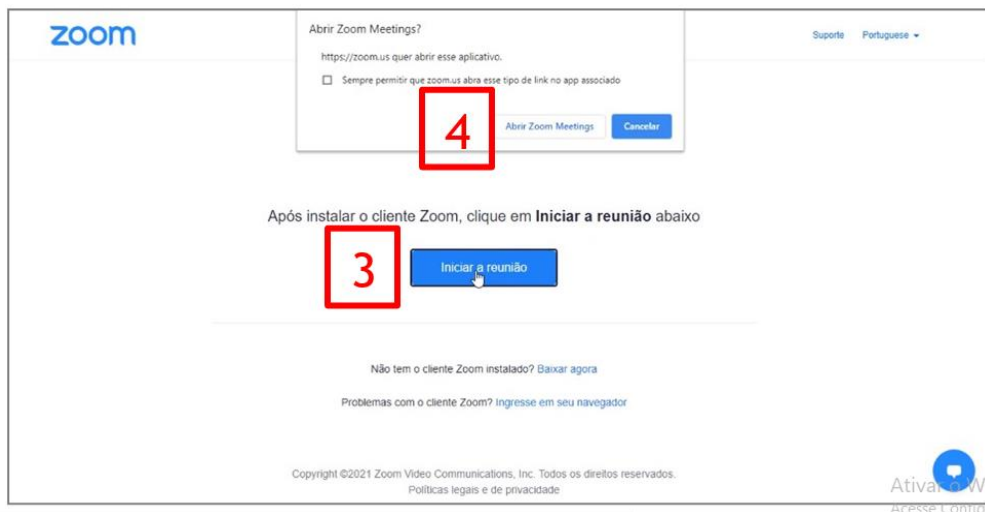 zoom
Suporte Portuguese
Abrir Zoom Meetings?
https://zoom.us quer abrir esse aplicativo.
Sempre permitir que zoom.us abra esse tipo de link no app associado
4
Abrir Zoom Meetings Cancelar
Após instalar o cliente Zoom, clique em Iniciar a reunião abaixo
3
Iniciar a reunião
Não tem o cliente Zoom instalado? Baixar agora
Problemas com o cliente Zoom? Ingresse em seu navegador
Copyright ©2021 Zoom Video Communications, Inc. Todos os direitos reservados.
Políticas legais e de privacidade
Ativar o W
Acesse Config